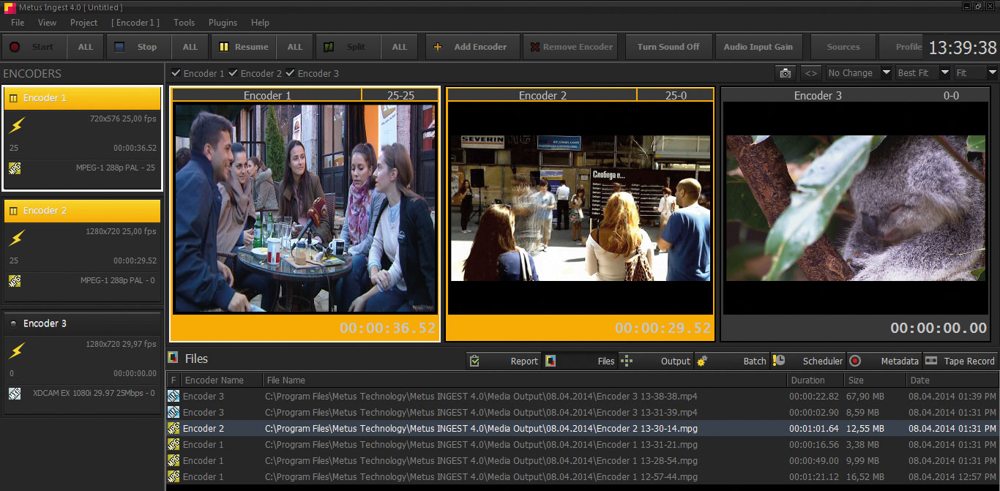 Metus Ingest 4.0 [ Untitled ]
File View Project [ Encoder1 ] Tools Plugins Help
Start ALL Stop ALL Resume ALL Split ALL Add Encoder Remove Encoder Turn Sound Off Audio Input Gain Sources Profile 13:39:38
ENCODERS
Encoder 1
720x576 25,00 fps
25 00:00:36.52
MPEG-1 288p PAL - 25
Encoder 2
1280x720 25,00 fps
25 00:00:29.52
MPEG-1 288p PAL - 0
Encoder 3
1280x720 29,97 fps
0 00:00:00.00
XDCAM EX 1080i 29.97 25Mbps - 0
Encoder 1 Encoder 2 Encoder 3 <> No Change Best Fit Fit
Encoder 1 25-25
00:00:36.52
Encoder 2 25-0
SEVERIN
Слобода е...
00:00:29.52
Encoder 3 0-0
00:00:00.00
Files Report Files Output Batch Scheduler Metadata Tape Record
F Encoder Name File Name Duration Size Date
Encoder 3 C:\Program Files\Metus Technology\Metus INGEST 4.0\Media Output\08.04.2014\Encoder 3 13-38-38.mp4 00:00:22.82 67,90 MB 08.04.2014 01:39 PM
Encoder 3 C:\Program Files\Metus Technology\Metus INGEST 4.0\Media Output\08.04.2014\Encoder 3 13-31-39.mp4 00:00:02.90 8,59 MB 08.04.2014 01:31 PM
Encoder 2 C:\Program Files\Metus Technology\Metus INGEST 4.0\Media Output\08.04.2014\Encoder 2 13-30-14.mpg 00:01:01.64 12,55 MB 08.04.2014 01:31 PM
Encoder 1 C:\Program Files\Metus Technology\Metus INGEST 4.0\Media Output\08.04.2014\Encoder 1 13-31-21.mpg 00:00:16.56 3,38 MB 08.04.2014 01:31 PM
Encoder 1 C:\Program Files\Metus Technology\Metus INGEST 4.0\Media Output\08.04.2014\Encoder 1 13-28-54.mpg 00:00:49.00 9,99 MB 08.04.2014 01:31 PM
Encoder 1 C:\Program Files\Metus Technology\Metus INGEST 4.0\Media Output\08.04.2014\Encoder 1 12-57-44.mpg 00:01:21.12 16,52 MB 08.04.2014 12:57 PM